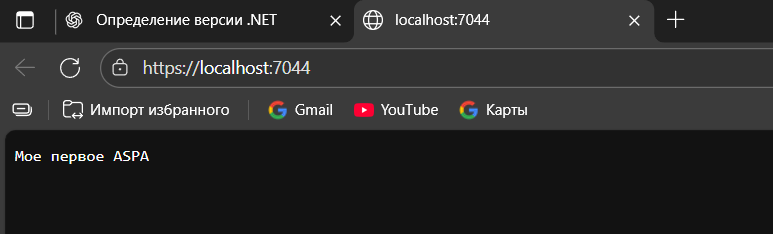 Определение версии .NET
localhost:7044
https://localhost:7044
Импорт избранного
Gmail
YouTube
Карты
Мое первое ASPA